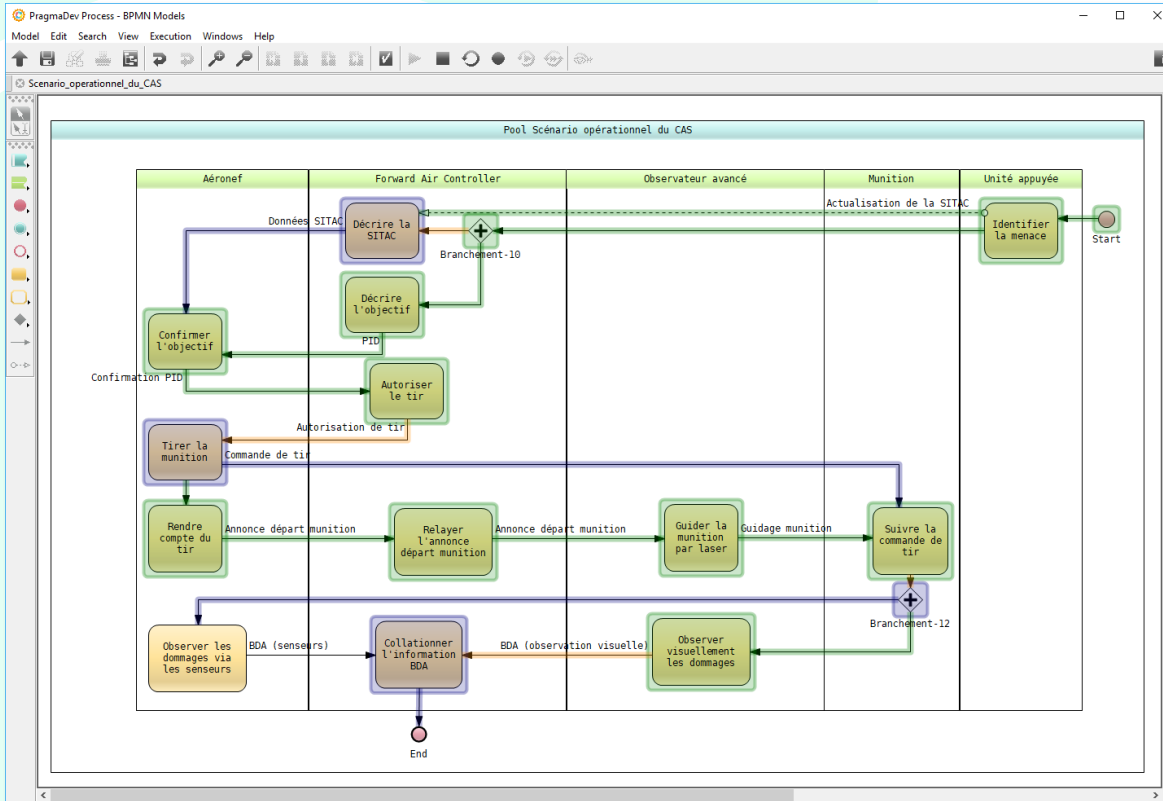 PragmaDev Process - BPMN Models
Model Edit Search View Execution Windows Help
Scenario_operationnel_du_CAS
Pool Scénario opérationnel du CAS
Aéronef
Forward Air Controller
Observateur avancé
Munition
Unité appuyée
Actualisation de la SITAC
Données SITAC
Décrire la
SITAC
Identifier
la menace
Start
Branchement-10
Décrire
l'objectif
Confirmer
l'objectif
PID
Confirmation PID
Autoriser
le tir
Autorisation de tir
Tirer la
munition
Commande de tir
Rendre
compte du
tir
Annonce départ munition
Relayer
l'annonce
départ munition
Annonce départ munition
Guider la
munition
par laser
Guidage munition
Suivre la
commande de
tir
Branchement-12
Observer les
dommages via
les senseurs
BDA (senseurs)
Collationner
l'information
BDA
BDA (observation visuelle)
Observer
visuellement
les dommages
End